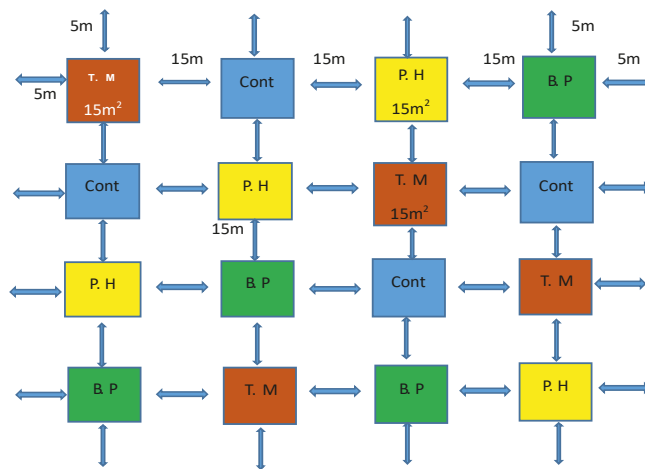 5m 5m
15m 15m 15m 5m
T. M Cont P. H B. P
5m
15m² 15m²
Cont P. H T. M Cont
15m²
15m
P. H B. P Cont T. M
B. P T. M B. P P. H